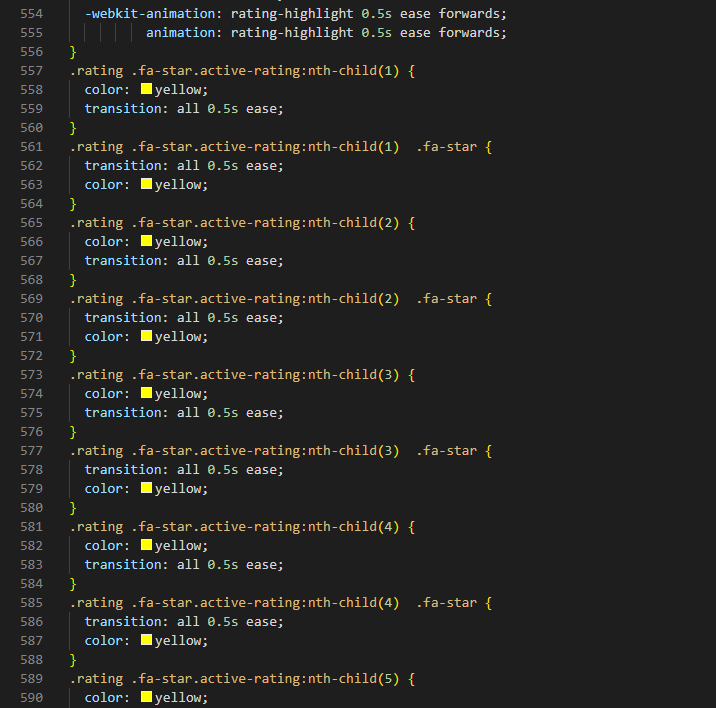 554 -webkit-animation: rating-highlight 0.5s ease forwards;
555 animation: rating-highlight 0.5s ease forwards;
556 }
557 .rating .fa-star.active-rating:nth-child(1) {
558 color: yellow;
559 transition: all 0.5s ease;
560 }
561 .rating .fa-star.active-rating:nth-child(1)  .fa-star {
562 transition: all 0.5s ease;
563 color: yellow;
564 }
565 .rating .fa-star.active-rating:nth-child(2) {
566 color: yellow;
567 transition: all 0.5s ease;
568 }
569 .rating .fa-star.active-rating:nth-child(2)  .fa-star {
570 transition: all 0.5s ease;
571 color: yellow;
572 }
573 .rating .fa-star.active-rating:nth-child(3) {
574 color: yellow;
575 transition: all 0.5s ease;
576 }
577 .rating .fa-star.active-rating:nth-child(3)  .fa-star {
578 transition: all 0.5s ease;
579 color: yellow;
580 }
581 .rating .fa-star.active-rating:nth-child(4) {
582 color: yellow;
583 transition: all 0.5s ease;
584 }
585 .rating .fa-star.active-rating:nth-child(4)  .fa-star {
586 transition: all 0.5s ease;
587 color: yellow;
588 }
589 .rating .fa-star.active-rating:nth-child(5) {
590 color: yellow;